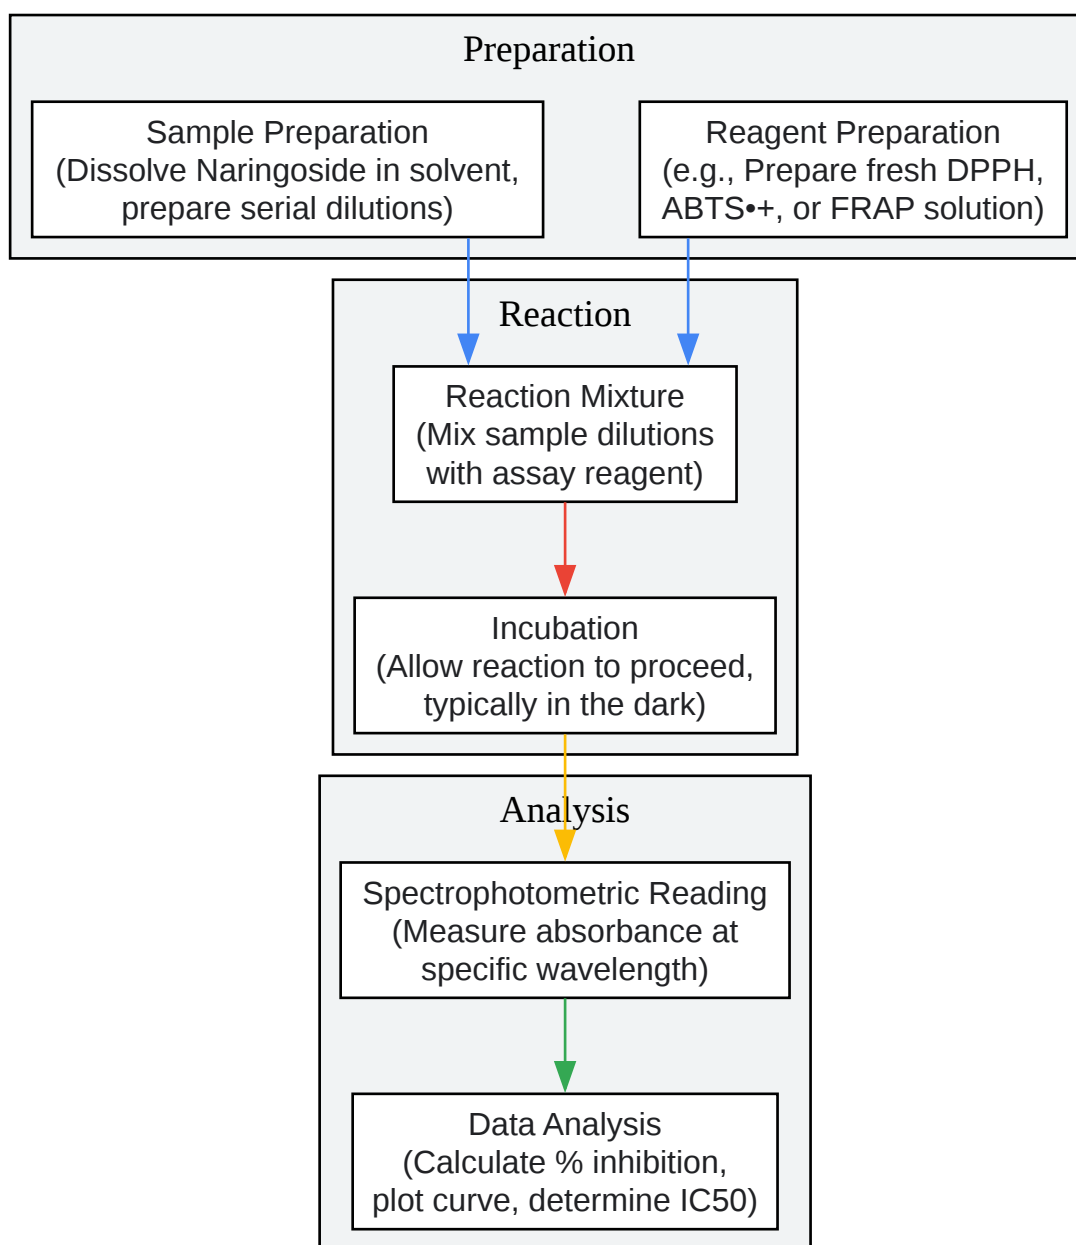 Preparation
Sample Preparation
(Dissolve Naringoside in solvent,
prepare serial dilutions)
Reagent Preparation
(e.g., Prepare fresh DPPH,
ABTS•+, or FRAP solution)
Reaction
Reaction Mixture
(Mix sample dilutions
with assay reagent)
Incubation
(Allow reaction to proceed,
typically in the dark)
Analysis
Spectrophotometric Reading
(Measure absorbance at
specific wavelength)
Data Analysis
(Calculate % inhibition,
plot curve, determine IC50)